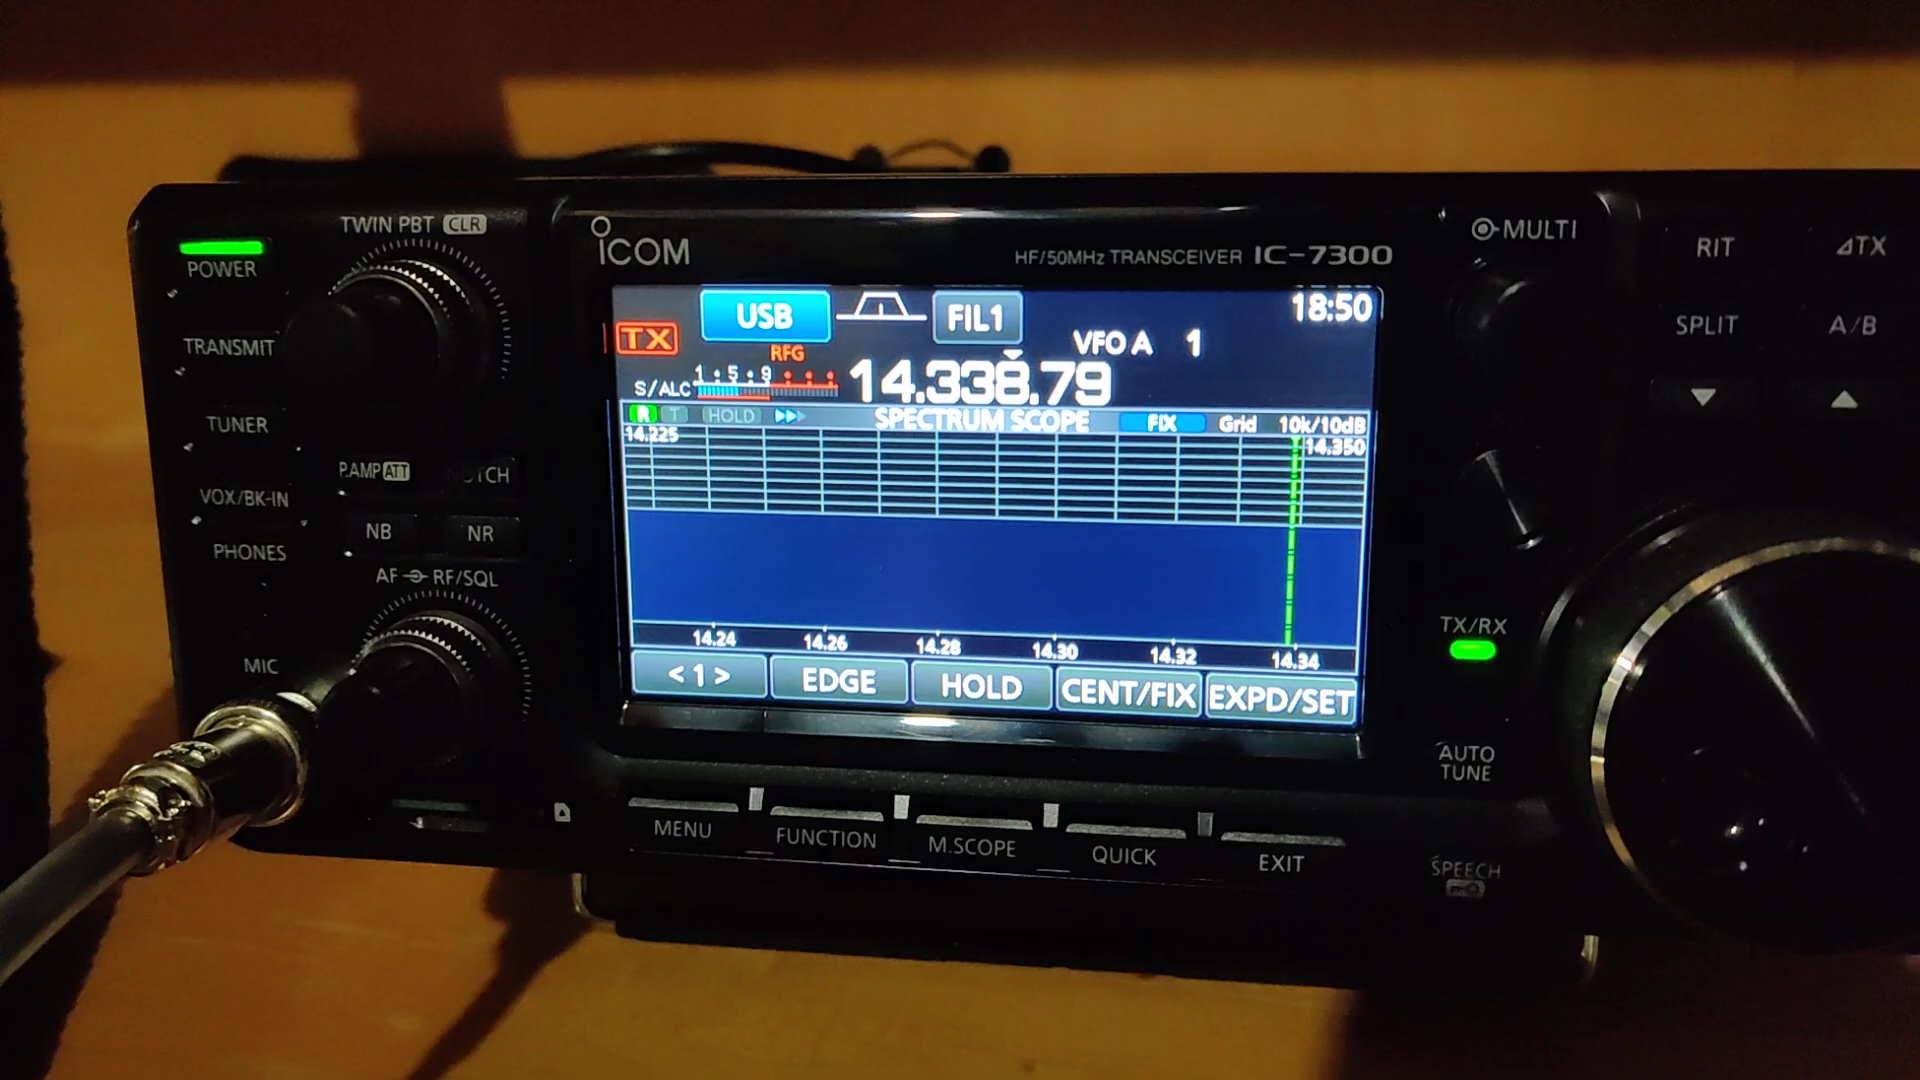 TWIN PBT CLR
POWER
TRANSMIT
TUNER
P.AMP ATT
NOTCH
VOX/BK-IN
NB
NR
PHONES
AF RF/SQL
MIC
ICOM
HF/50MHz TRANSCEIVER IC-7300
USB
FIL1
18:50
TX
RFG
VFO A 1
S/ALC
1 5 9
14.338.79
R T HOLD
SPECTRUM SCOPE
FIX
Grid 10k/10dB
14.225
14.350
14.24 14.26 14.28 14.30 14.32 14.34
<1>
EDGE
HOLD
CENT/FIX
EXPD/SET
MENU
FUNCTION
M.SCOPE
QUICK
EXIT
MULTI
RIT
⊿TX
SPLIT
A/B
TX/RX
AUTO
TUNE
SPEECH